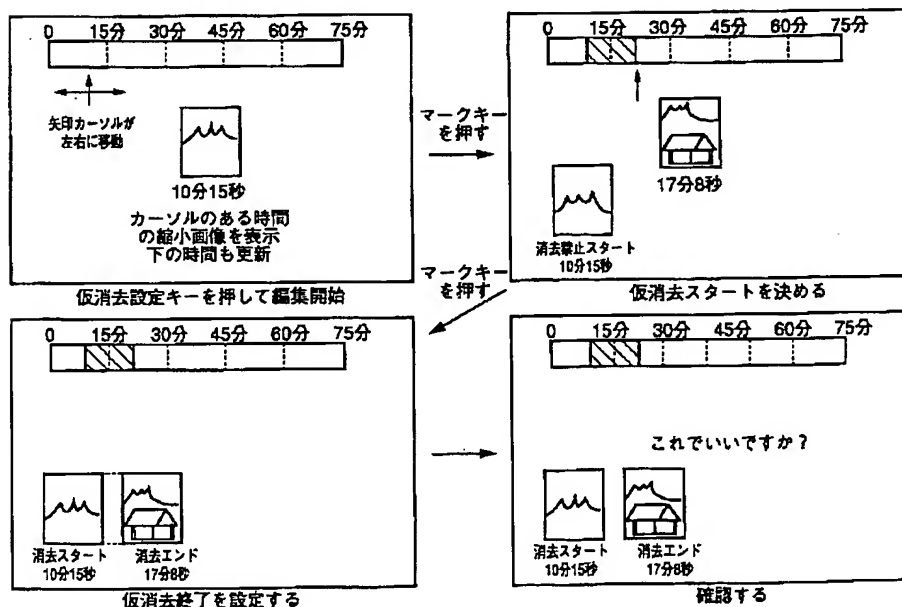 0 15分 30分 45分 60分 75分
矢印カーソルが
左右に移動
10分15秒
カーソルのある時間
の縮小画像を表示
下の時間も更新
仮消去設定キーを押して編集開始
マークキー
を押す
0 15分 30分 45分 60分 75分
17分8秒
消去禁止スタート
10分15秒
仮消去スタートを決める
マークキー
を押す
0 15分 30分 45分 60分 75分
消去スタート 消去エンド
10分15秒 17分8秒
仮消去終了を設定する
0 15分 30分 45分 60分 75分
これでいいですか?
消去スタート 消去エンド
10分15秒 17分8秒
確認する